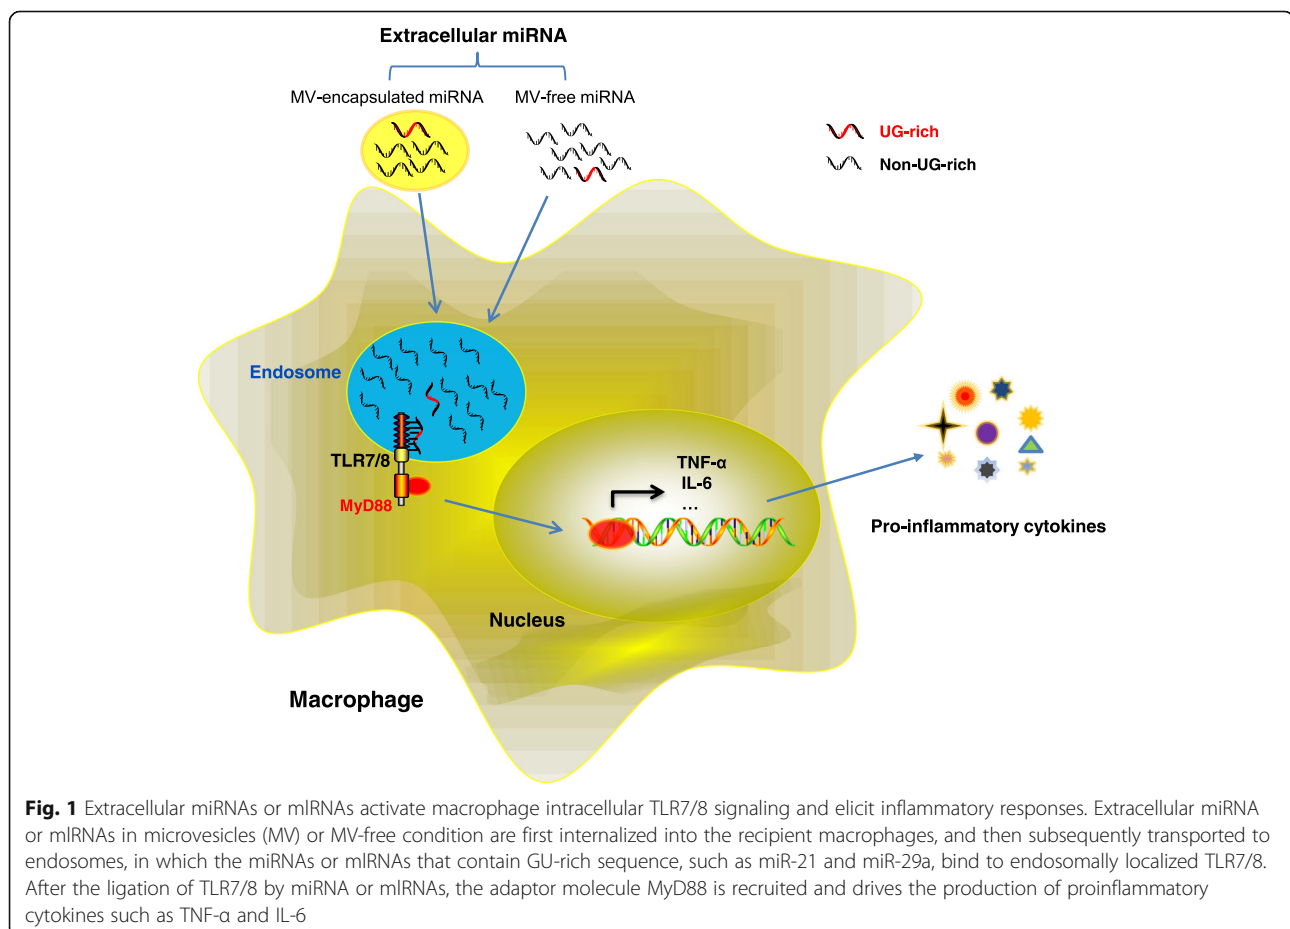 Extracellular miRNA
MV-encapsulated miRNA
MV-free miRNA
UG-rich
Non-UG-rich
Endosome
TLR7/8
MyD88
TNF-α
IL-6
...
Pro-inflammatory cytokines
Nucleus
Macrophage
Fig. 1 Extracellular miRNAs or mlRNAs activate macrophage intracellular TLR7/8 signaling and elicit inflammatory responses. Extracellular miRNA
or mlRNAs in microvesicles (MV) or MV-free condition are first internalized into the recipient macrophages, and then subsequently transported to
endosomes, in which the miRNAs or mlRNAs that contain GU-rich sequence, such as miR-21 and miR-29a, bind to endosomally localized TLR7/8.
After the ligation of TLR7/8 by miRNA or mlRNAs, the adaptor molecule MyD88 is recruited and drives the production of proinflammatory
cytokines such as TNF-α and IL-6